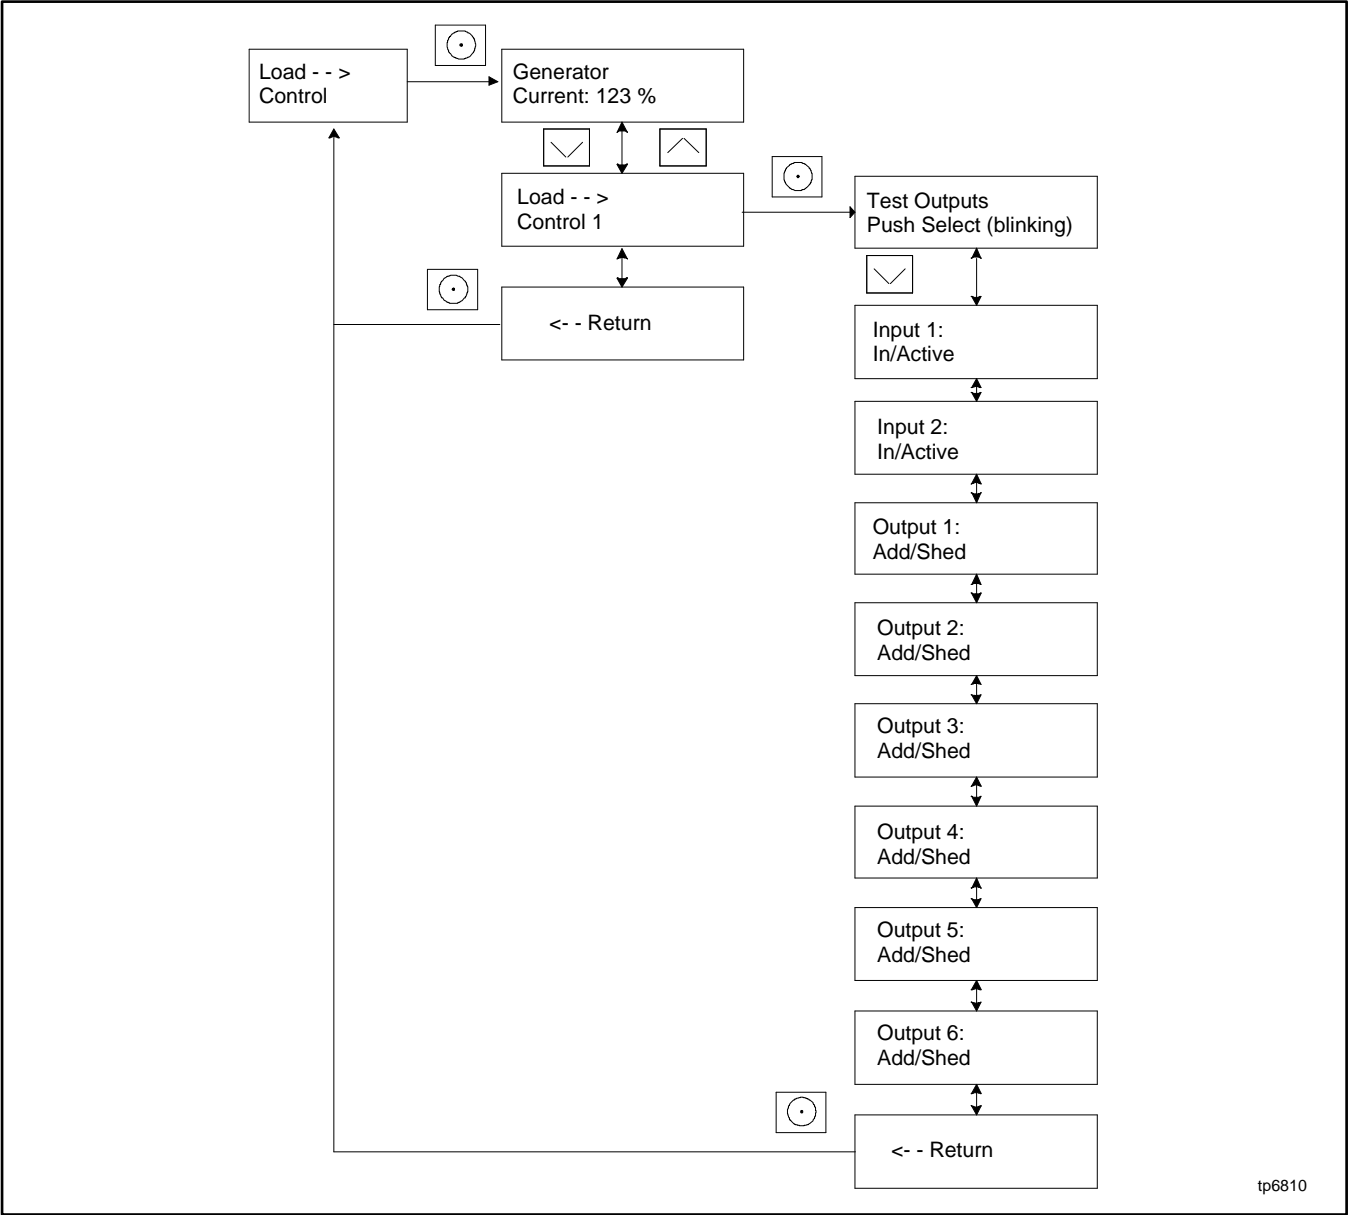 Load - - >
Control
Generator
Current: 123 %
Load - - >
Control 1
<- - Return
Test Outputs
Push Select (blinking)
Input 1:
In/Active
Input 2:
In/Active
Output 1:
Add/Shed
Output 2:
Add/Shed
Output 3:
Add/Shed
Output 4:
Add/Shed
Output 5:
Add/Shed
Output 6:
Add/Shed
<- - Return
tp6810